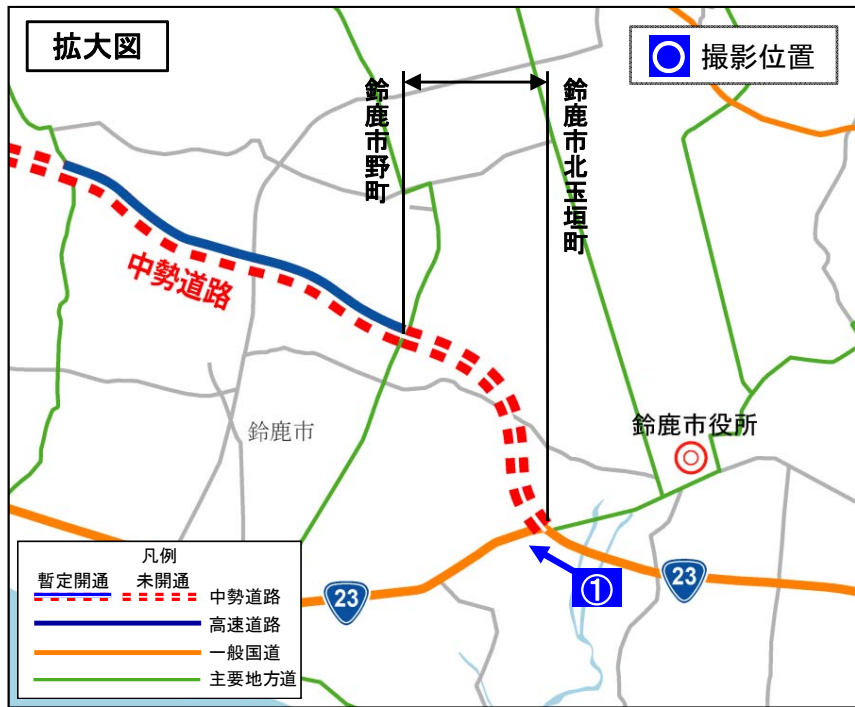 拡大図
撮影位置
鈴鹿市野町
鈴鹿市北玉垣町
中勢道路
鈴鹿市
鈴鹿市役所
①
23
23
凡例
暫定開通 未開通
中勢道路
高速道路
一般国道
主要地方道